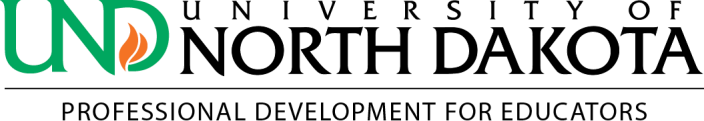 UND UNIVERSITY OF
NORTH DAKOTA
PROFESSIONAL DEVELOPMENT FOR EDUCATORS